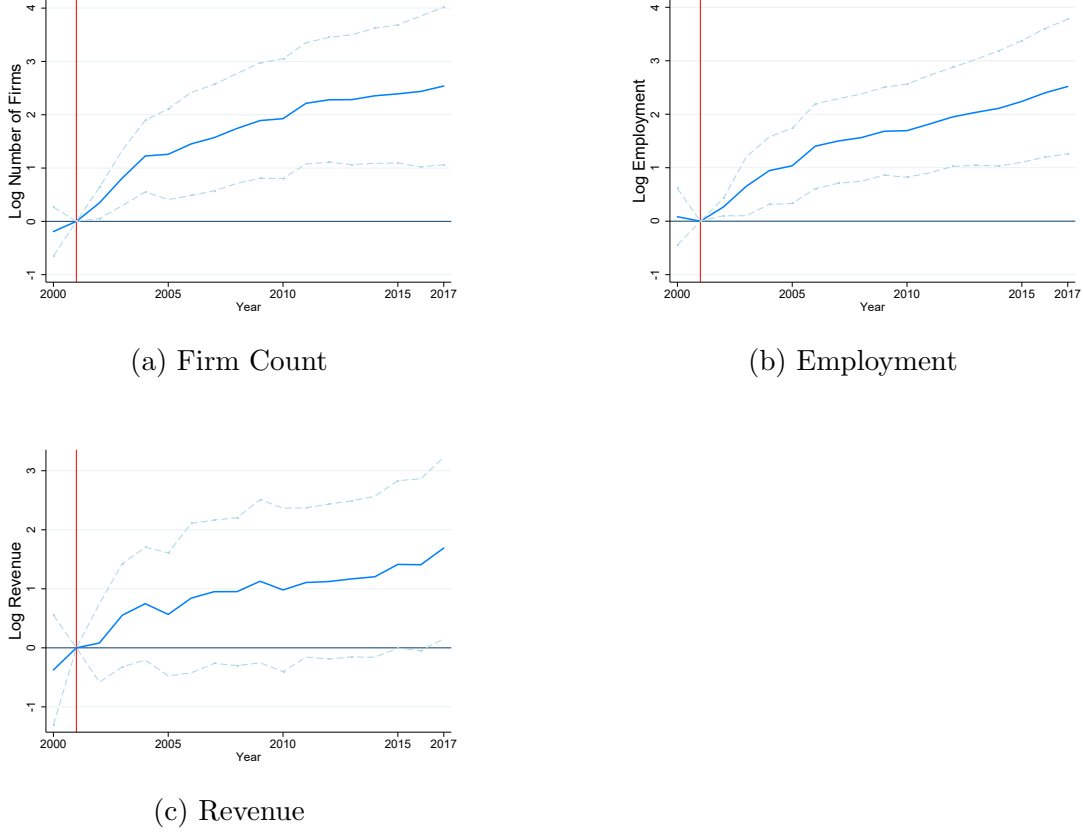 Log Number of Firms
4
3
2
1
0
-1
2000 2005 2010 2015 2017
Year
(a) Firm Count
Log Employment
4
3
2
1
0
-1
2000 2005 2010 2015 2017
Year
(b) Employment
Log Revenue
3
2
1
0
-1
2000 2005 2010 2015 2017
Year
(c) Revenue